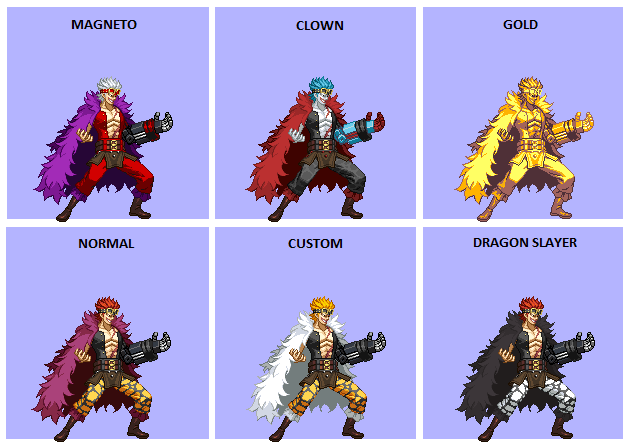 MAGNETO
CLOWN
GOLD
NORMAL
CUSTOM
DRAGON SLAYER